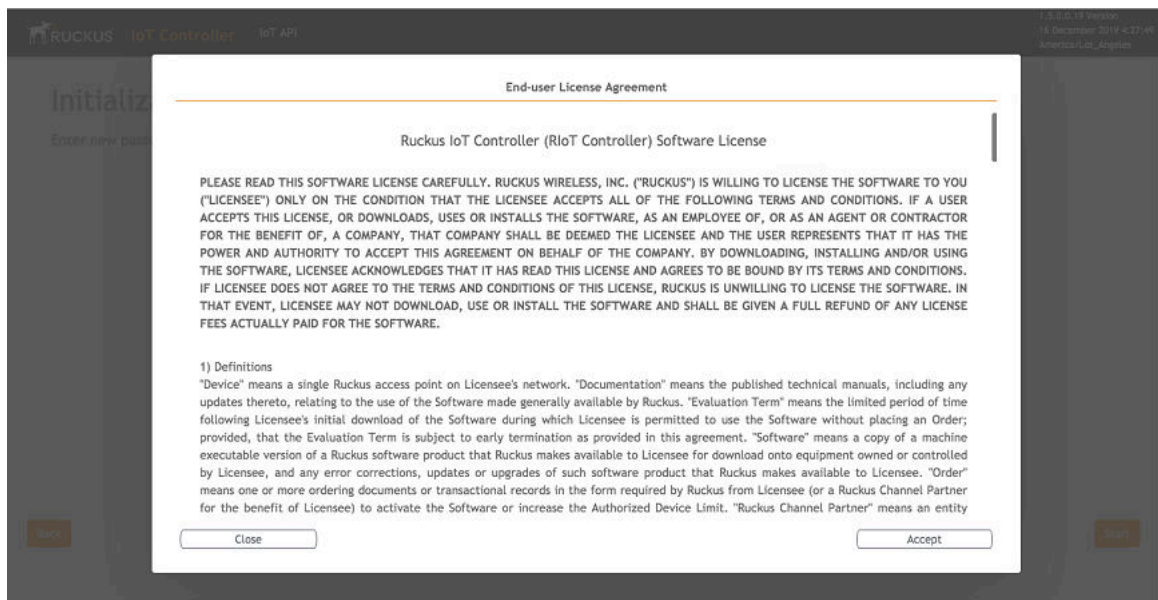 RUCKUS IoT Controller IoT API
1.5.0.0.19 Version
16 December 2019 4:27:49
America/Los_Angeles
Initializ
Enter new pass
End-user License Agreement
Ruckus IoT Controller (RIoT Controller) Software License
PLEASE READ THIS SOFTWARE LICENSE CAREFULLY. RUCKUS WIRELESS, INC. ("RUCKUS") IS WILLING TO LICENSE THE SOFTWARE TO YOU
("LICENSEE") ONLY ON THE CONDITION THAT THE LICENSEE ACCEPTS ALL OF THE FOLLOWING TERMS AND CONDITIONS. IF A USER
ACCEPTS THIS LICENSE, OR DOWNLOADS, USES OR INSTALLS THE SOFTWARE, AS AN EMPLOYEE OF, OR AS AN AGENT OR CONTRACTOR
FOR THE BENEFIT OF, A COMPANY, THAT COMPANY SHALL BE DEEMED THE LICENSEE AND THE USER REPRESENTS THAT IT HAS THE
POWER AND AUTHORITY TO ACCEPT THIS AGREEMENT ON BEHALF OF THE COMPANY. BY DOWNLOADING, INSTALLING AND/OR USING
THE SOFTWARE, LICENSEE ACKNOWLEDGES THAT IT HAS READ THIS LICENSE AND AGREES TO BE BOUND BY ITS TERMS AND CONDITIONS.
IF LICENSEE DOES NOT AGREE TO THE TERMS AND CONDITIONS OF THIS LICENSE, RUCKUS IS UNWILLING TO LICENSE THE SOFTWARE. IN
THAT EVENT, LICENSEE MAY NOT DOWNLOAD, USE OR INSTALL THE SOFTWARE AND SHALL BE GIVEN A FULL REFUND OF ANY LICENSE
FEES ACTUALLY PAID FOR THE SOFTWARE.
1) Definitions
"Device" means a single Ruckus access point on Licensee's network. "Documentation" means the published technical manuals, including any
updates thereto, relating to the use of the Software made generally available by Ruckus. "Evaluation Term" means the limited period of time
following Licensee's initial download of the Software during which Licensee is permitted to use the Software without placing an Order;
provided, that the Evaluation Term is subject to early termination as provided in this agreement. "Software" means a copy of a machine
executable version of a Ruckus software product that Ruckus makes available to Licensee for download onto equipment owned or controlled
by Licensee, and any error corrections, updates or upgrades of such software product that Ruckus makes available to Licensee. "Order"
means one or more ordering documents or transactional records in the form required by Ruckus from Licensee (or a Ruckus Channel Partner
for the benefit of Licensee) to activate the Software or increase the Authorized Device Limit. "Ruckus Channel Partner" means an entity
Back
Close
Accept
Start